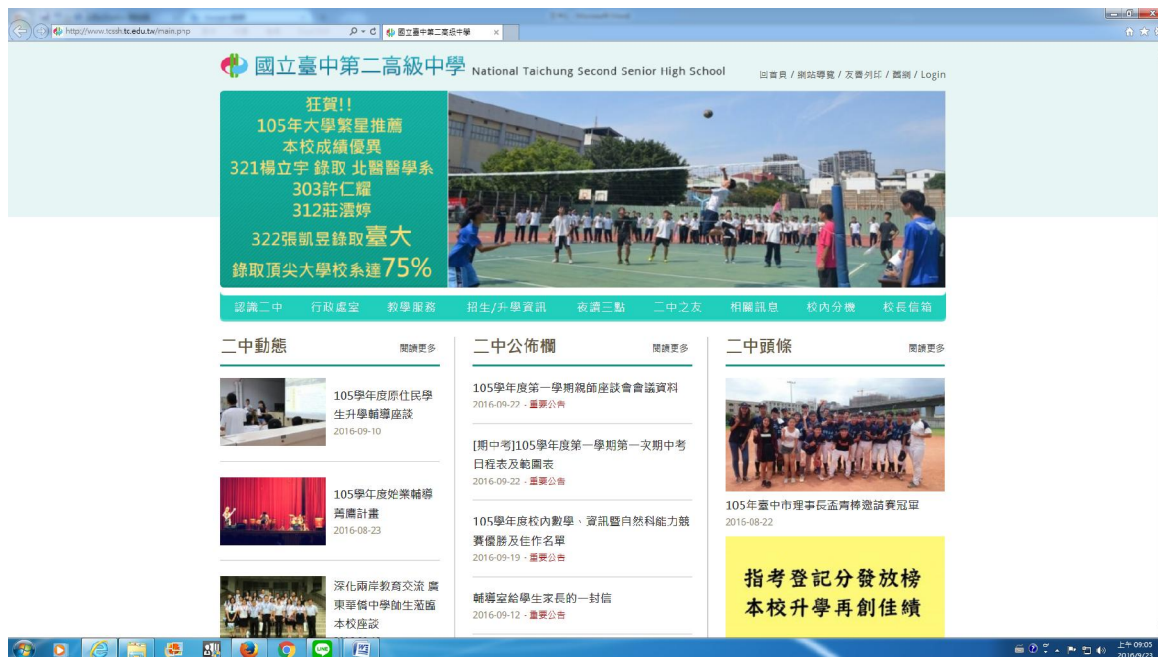 http://www.tcssh.tc.edu.tw/main.php
國立臺中第二高級中學
國立臺中第二高級中學 National Taichung Second Senior High School
回首頁 / 網站導覽 / 友善列印 / 舊網 / Login
狂賀!!
105年大學繁星推薦
本校成績優異
321楊立宇 錄取 北醫醫學系
303許仁耀
312莊澐婷
322張凱昱錄取臺大
錄取頂尖大學校系達75%
認識二中 行政處室 教學服務 招生/升學資訊 夜讀三點 二中之友 相關訊息 校內分機 校長信箱
二中動態 閱讀更多
105學年度原住民學
生升學輔導座談
2016-09-10
105學年度始業輔導
菁鷹計畫
2016-08-23
深化兩岸教育交流 廣
東華僑中學師生蒞臨
本校座談
二中公佈欄 閱讀更多
105學年度第一學期親師座談會會議資料
2016-09-22 - 重要公告
[期中考]105學年度第一學期第一次期中考
日程表及範圍表
2016-09-22 - 重要公告
105學年度校內數學、資訊暨自然科能力競
賽優勝及佳作名單
2016-09-19 - 重要公告
輔導室給學生家長的一封信
2016-09-12 - 重要公告
二中頭條 閱讀更多
105年臺中市理事長盃青棒邀請賽冠軍
2016-08-22
指考登記分發放榜
本校升學再創佳績
上午 09:05
2016/9/23